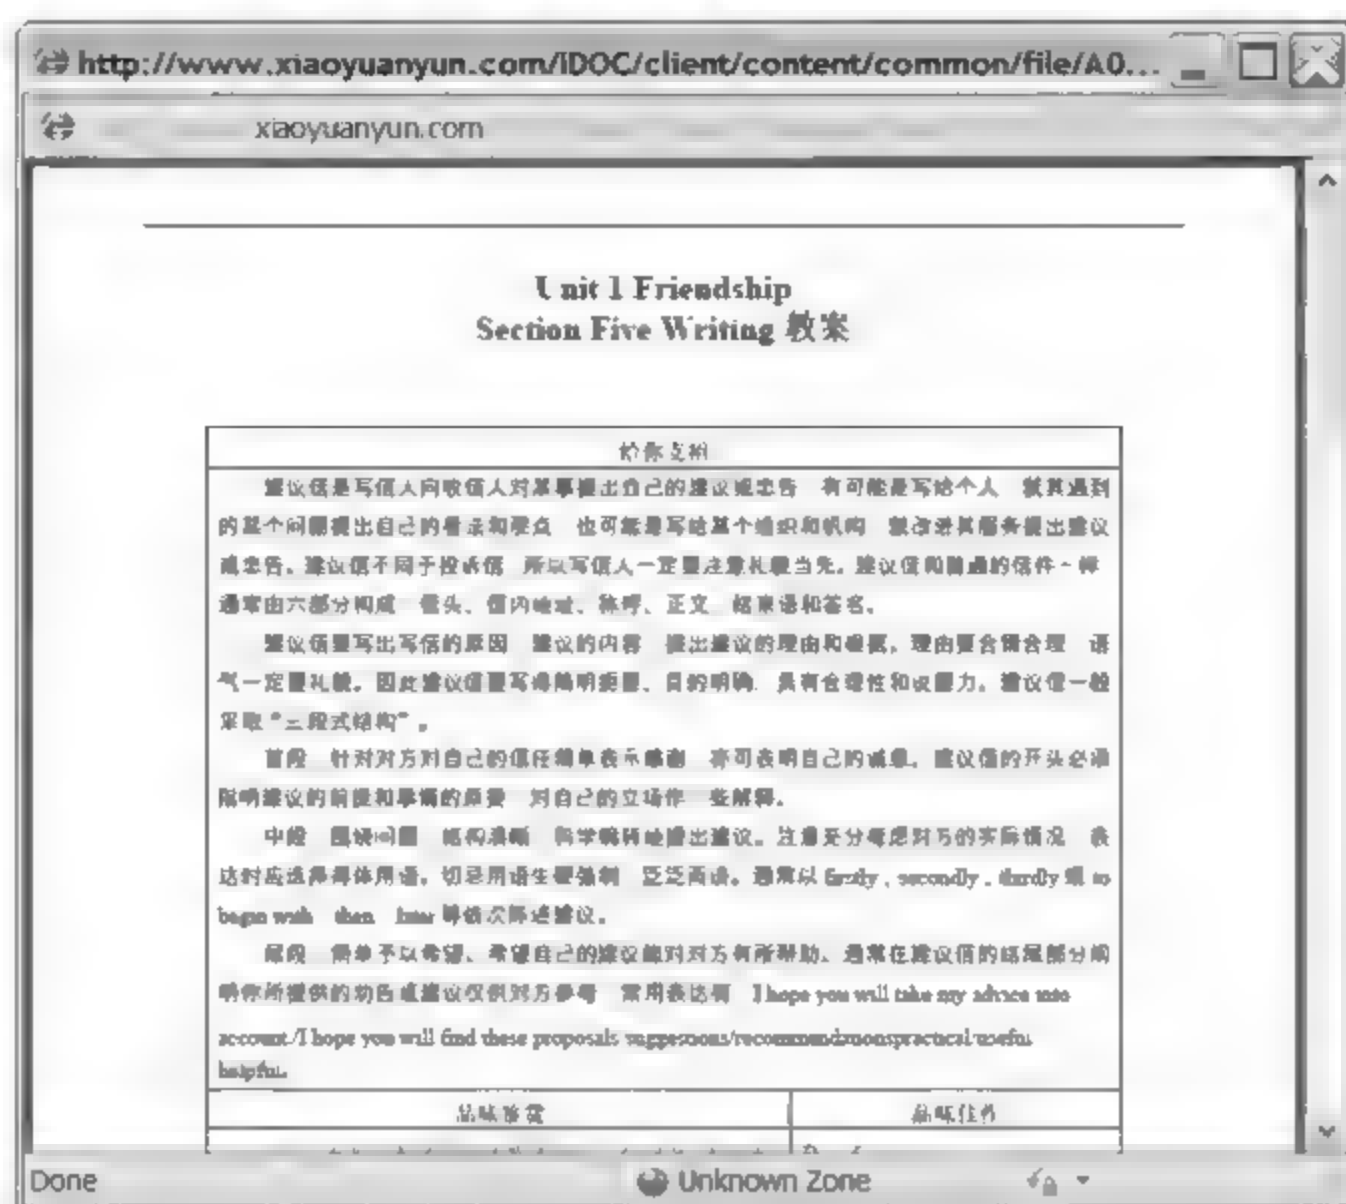 http://www.xiaoyuanyun.com/IDOC/client/content/common/file/A0...
xiaoyuanyun.com
Unit 1 Friendship
Section Five Writing 教案
给你支招
建议信是写信人向收信人对某事提出自己的建议或忠告 有可能是写给个人 就其遇到
的某个问题提出自己的看法和观点 也可能是写给某个组织和机构 就改进其服务提出建议
或忠告。建议信不同于投诉信 所以写信人一定要注意礼貌当先。建议信和普通的信件一样
通常由六部分构成 信头、信内地址、称呼、正文 结束语和签名。
建议信要写出写信的原因 建议的内容 提出建议的理由和根据。理由要合情合理 语
气一定要礼貌。因此建议信要写得简明扼要、目的明确 具有合理性和说服力。建议信一般
采取“三段式结构”。
首段 针对对方对自己的信任简单表示感谢 亦可表明自己的诚意。建议信的开头必须
阐明建议的前提和事情的原委 对自己的立场作一些解释。
中段 围绕问题 结构清晰 科学婉转地提出建议。注意充分考虑对方的实际情况 表
达时应选择得体用语。切忌用语生硬强制 泛泛而谈。通常以 firstly , secondly , thirdly 或 to
begin with then later 等依次陈述建议。
尾段 简单予以希望、希望自己的建议能对对方有所帮助、通常在建议信的结尾部分阐
明你所提供的劝告或建议仅供对方参考 常用表达有 I hope you will take my advice into
account./I hope you will find these proposals suggestions/recommendationspractical/useful
helpful.
品味鉴赏
品味佳作
Done
Unknown Zone